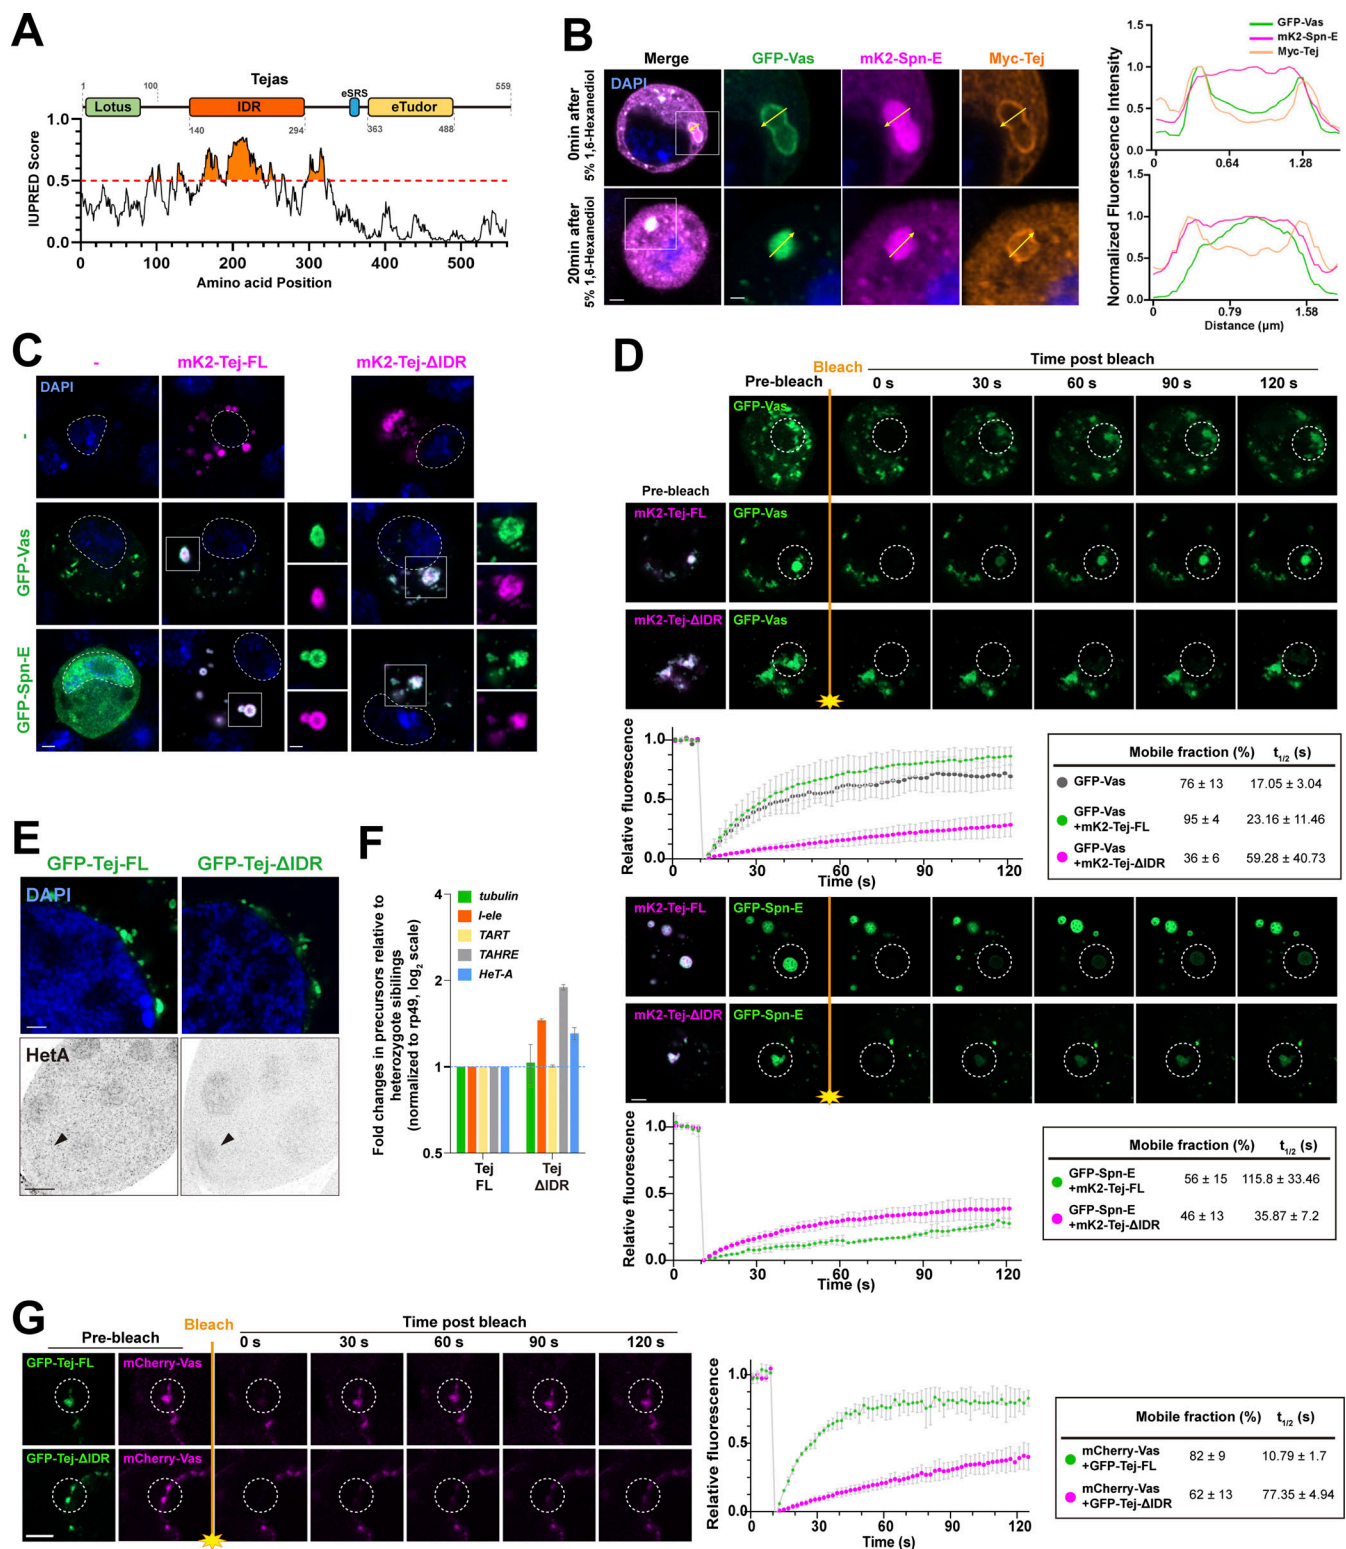 A
Tejas
1
100
559
Lotus
IDR
eSRS
eTudor
140
294
363
488
IUPRED Score
1.0
0.5
0.0
0
100
200
300
400
500
Amino acid Position
B
Merge
GFP-Vas
mK2-Spn-E
Myc-Tej
DAPI
0min after
5% 1,6-Hexanediol
20min after
5% 1,6-Hexanediol
GFP-Vas
mK2-Spn-E
Myc-Tej
Normalized Fluorescence Intensity
1.5
1.0
0.5
0.0
0
0.64
1.28
1.5
1.0
0.5
0.0
0
0.79
1.58
Distance (µm)
C
-
mK2-Tej-FL
mK2-Tej-ΔIDR
DAPI
-
GFP-Vas
GFP-Spn-E
D
Bleach
Time post bleach
Pre-bleach
0 s
30 s
60 s
90 s
120 s
GFP-Vas
Pre-bleach
mK2-Tej-FL
GFP-Vas
mK2-Tej-ΔIDR
GFP-Vas
Relative fluorescence
1.0
0.5
0.0
0
30
60
90
120
Time (s)
Mobile fraction (%) t1/2 (s)
GFP-Vas 76 ± 13 17.05 ± 3.04
GFP-Vas
+mK2-Tej-FL 95 ± 4 23.16 ± 11.46
GFP-Vas
+mK2-Tej-ΔIDR 36 ± 6 59.28 ± 40.73
mK2-Tej-FL
GFP-Spn-E
mK2-Tej-ΔIDR
GFP-Spn-E
Relative fluorescence
1.0
0.5
0.0
0
30
60
90
120
Time (s)
Mobile fraction (%) t1/2 (s)
GFP-Spn-E
+mK2-Tej-FL 56 ± 15 115.8 ± 33.46
GFP-Spn-E
+mK2-Tej-ΔIDR 46 ± 13 35.87 ± 7.2
E
GFP-Tej-FL
GFP-Tej-ΔIDR
DAPI
HetA
F
Fold changes in precursors relative to
heterozygote siblings
(normalized to rp49, log2 scale)
4
2
1
0.5
tubulin
I-ele
TART
TAHRE
HeT-A
Tej
FL
Tej
ΔIDR
G
Bleach
Pre-bleach
Time post bleach
0 s
30 s
60 s
90 s
120 s
GFP-Tej-FL
mCherry-Vas
GFP-Tej-ΔIDR
mCherry-Vas
Relative fluorescence
1.0
0.5
0.0
0
30
60
90
120
Time (s)
Mobile fraction (%) t1/2 (s)
mCherry-Vas
+GFP-Tej-FL 82 ± 9 10.79 ± 1.7
mCherry-Vas
+GFP-Tej-ΔIDR 62 ± 13 77.35 ± 4.94